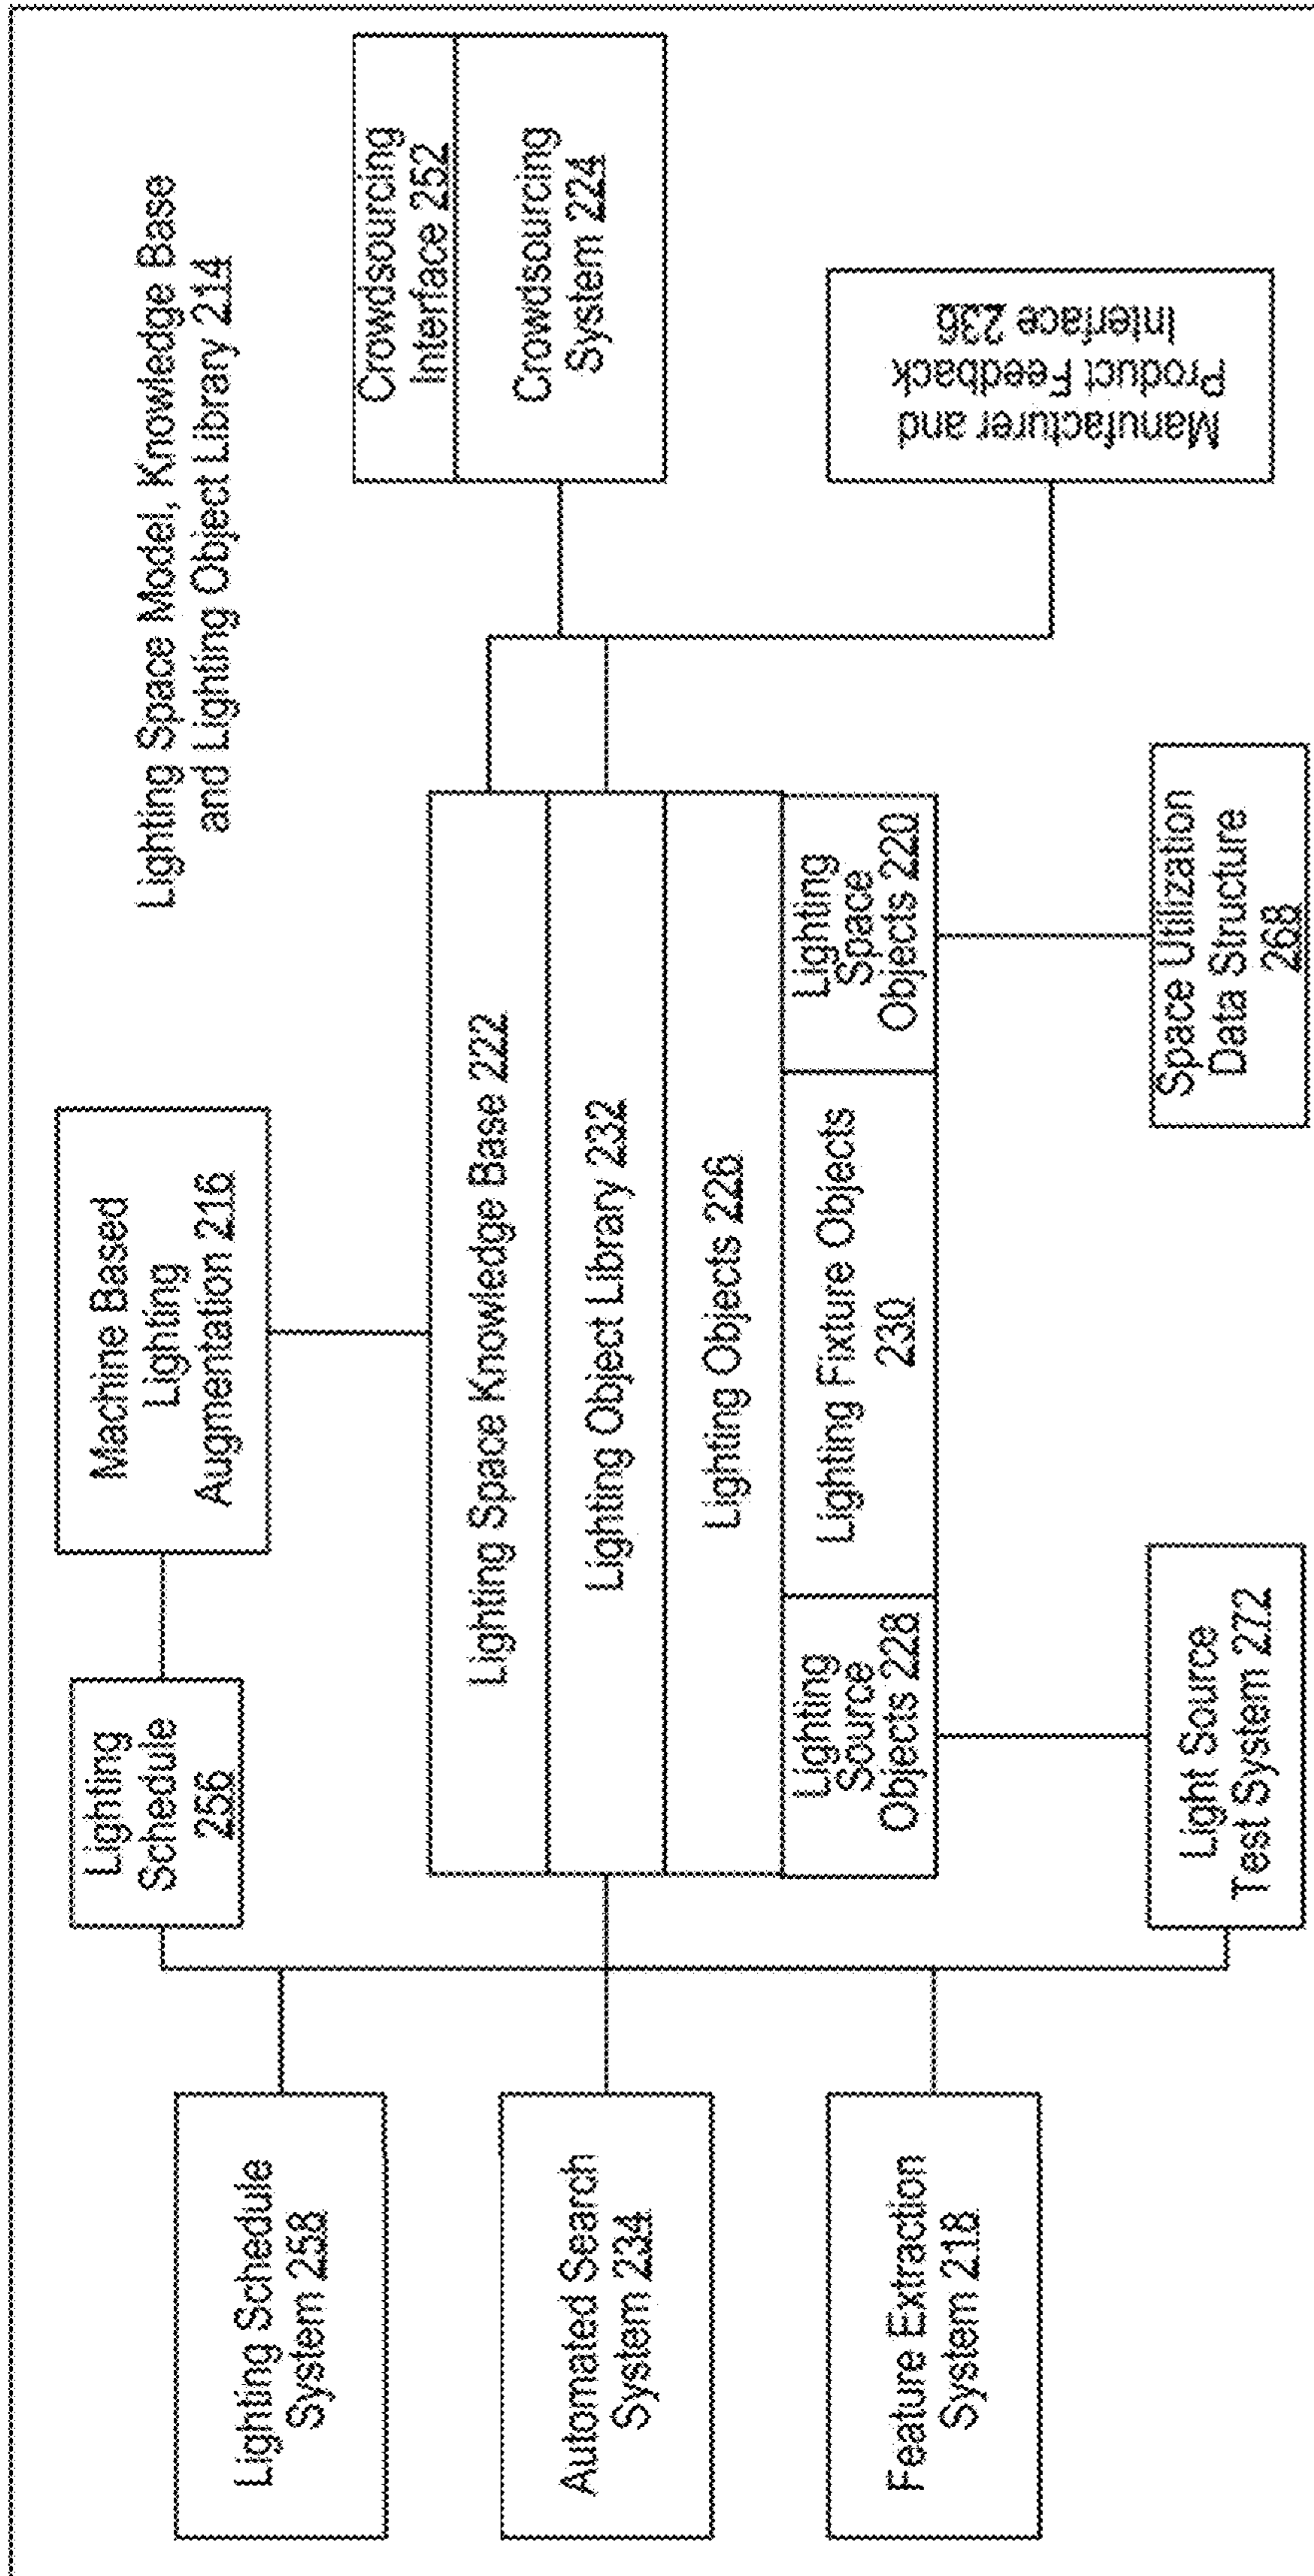 Lighting Space Model, Knowledge Base
and Lighting Object Library 214
Machine Based
Lighting
Augmentation 216
Lighting
Schedule
256
Lighting Schedule
System 258
Automated Search
System 234
Feature Extraction
System 218
Lighting Space Knowledge Base 222
Lighting Object Library 232
Lighting Objects 226
Lighting
Source
Objects 228
Lighting Fixture Objects
230
Lighting
Space
Objects 220
Crowdsourcing
Interface 252
Crowdsourcing
System 224
Manufacturer and
Product Feedback
Interface 236
Light Source
Test System 272
Space Utilization
Data Structure
268